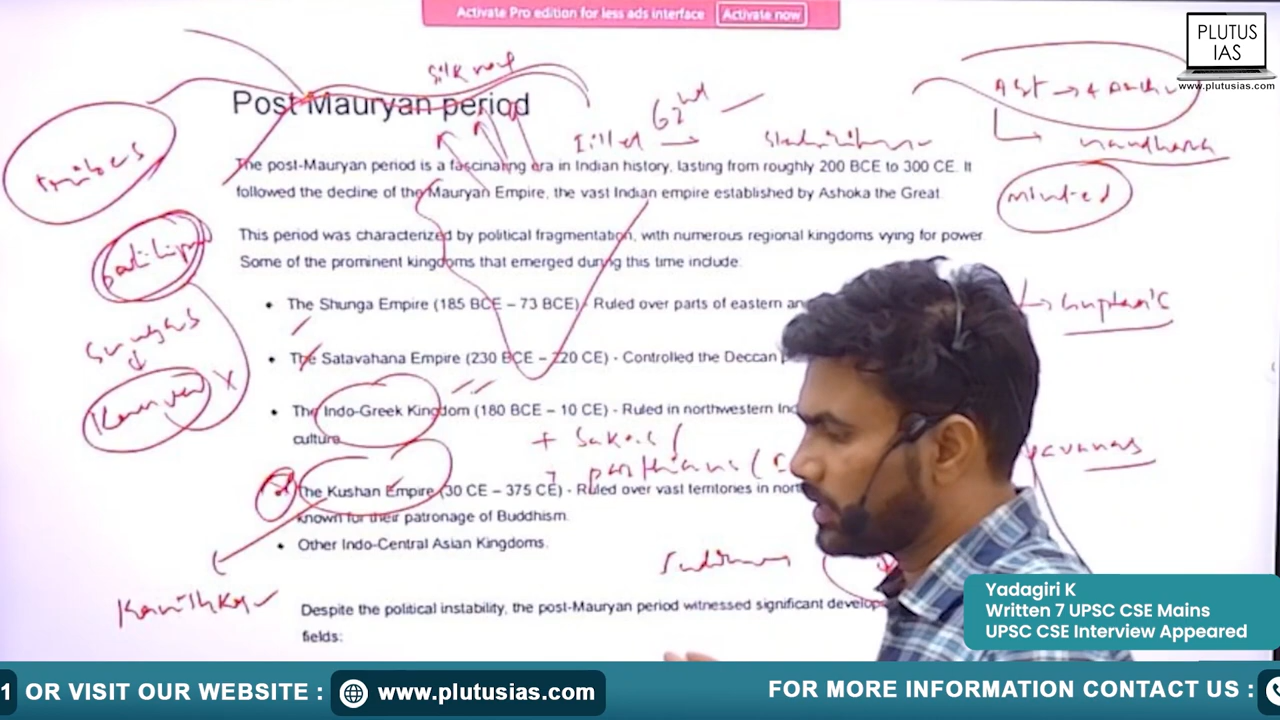 Activate Pro edition for less ads interface Activate now
PLUTUS
IAS
www.plutusias.com
Silk
Post Mauryan period
62nd
tribes
The post-Mauryan period is a fascinating era in Indian history, lasting from roughly 200 BCE to 300 CE. It
followed the decline of the Mauryan Empire, the vast Indian empire established by Ashoka the Great.
minted
This period was characterized by political fragmentation, with numerous regional kingdoms vying for power.
Some of the prominent kingdoms that emerged during this time include:
• The Shunga Empire (185 BCE – 73 BCE) - Ruled over parts of eastern an
• The Satavahana Empire (230 BCE – 220 CE) - Controlled the Deccan
• The Indo-Greek Kingdom (180 BCE – 10 CE) - Ruled in northwestern Ind
culture.
+ Sakas
Parthians
yavanas
• The Kushan Empire (30 CE – 375 CE) - Ruled over vast territories in nort
known for their patronage of Buddhism.
• Other Indo-Central Asian Kingdoms.
Kanishka
Despite the political instability, the post-Mauryan period witnessed significant develop
fields:
Yadagiri K
Written 7 UPSC CSE Mains
UPSC CSE Interview Appeared
1 OR VISIT OUR WEBSITE : www.plutusias.com FOR MORE INFORMATION CONTACT US :